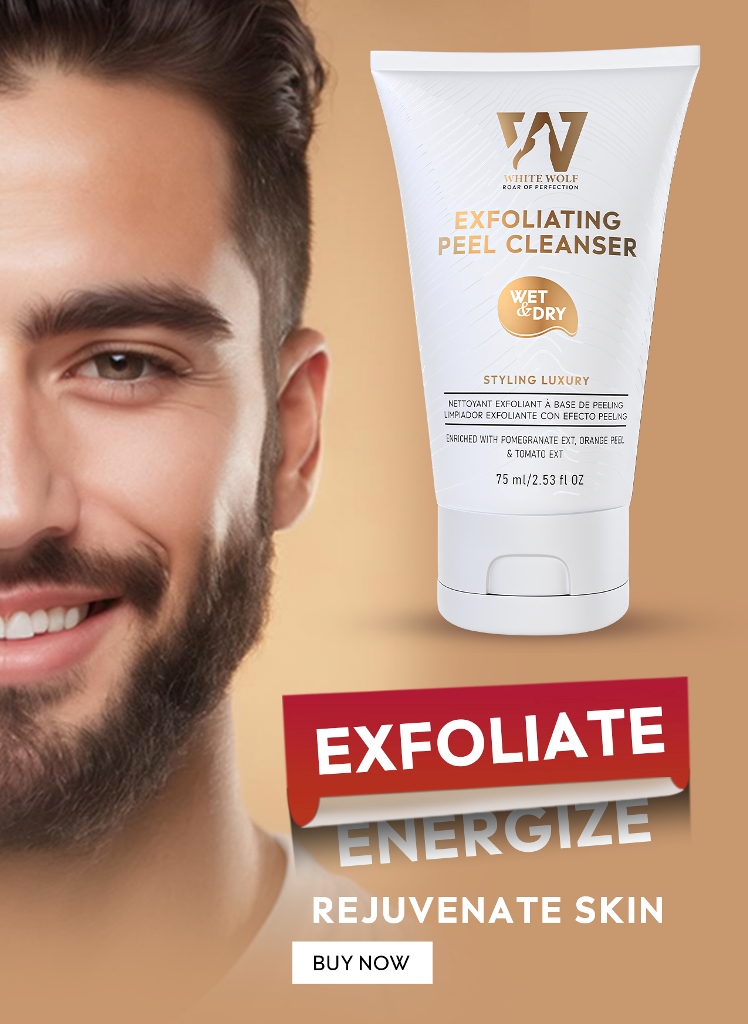 W
WHITE WOLF
ROAR OF PERFECTION
EXFOLIATING
PEEL CLEANSER
WET
& DRY
STYLING LUXURY
NETTOYANT EXFOLIANT À BASE DE PEELING
LIMPIADOR EXFOLIANTE CON EFECTO PEELING
ENRICHED WITH POMEGRANATE EXT, ORANGE PEEL
& TOMATO EXT
75 ml/2.53 fl OZ
EXFOLIATE
ENERGIZE
REJUVENATE SKIN
BUY NOW